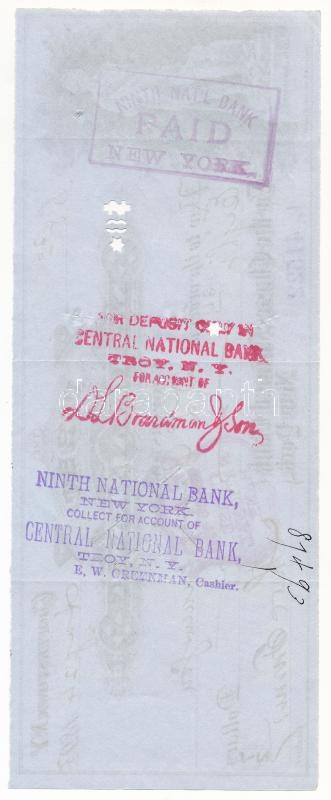 NINTH NAT'L BANK
PAID
NEW YORK.
FOR DEPOSIT ONLY IN
CENTRAL NATIONAL BANK
TROY, N. Y.
FOR ACCOUNT OF
Boardman & Son
darabanth
NINTH NATIONAL BANK,
NEW YORK.
COLLECT FOR ACCOUNT OF
CENTRAL NATIONAL BANK,
TROY, N. Y.
E. W. GREENMAN, Cashier.